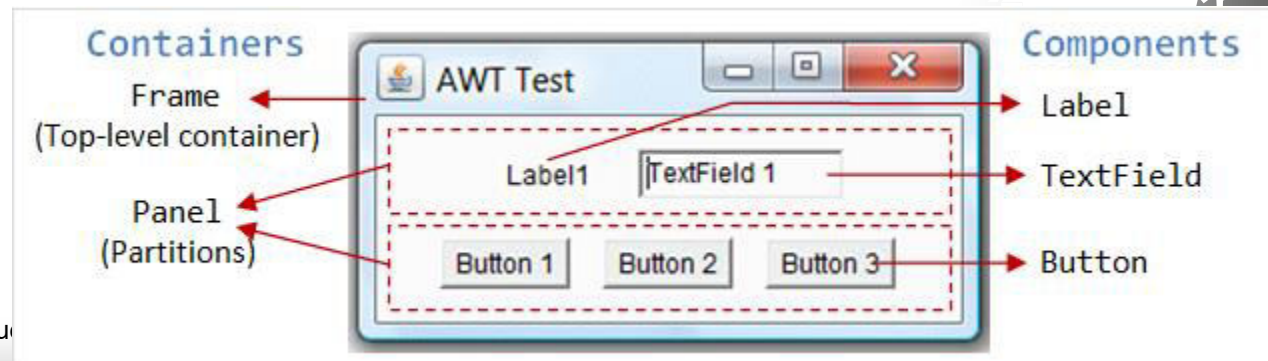 Containers
Components
AWT Test
Frame
(Top-level container)
Label
Label1
TextField 1
TextField
Panel
(Partitions)
Button 1
Button 2
Button 3
Button